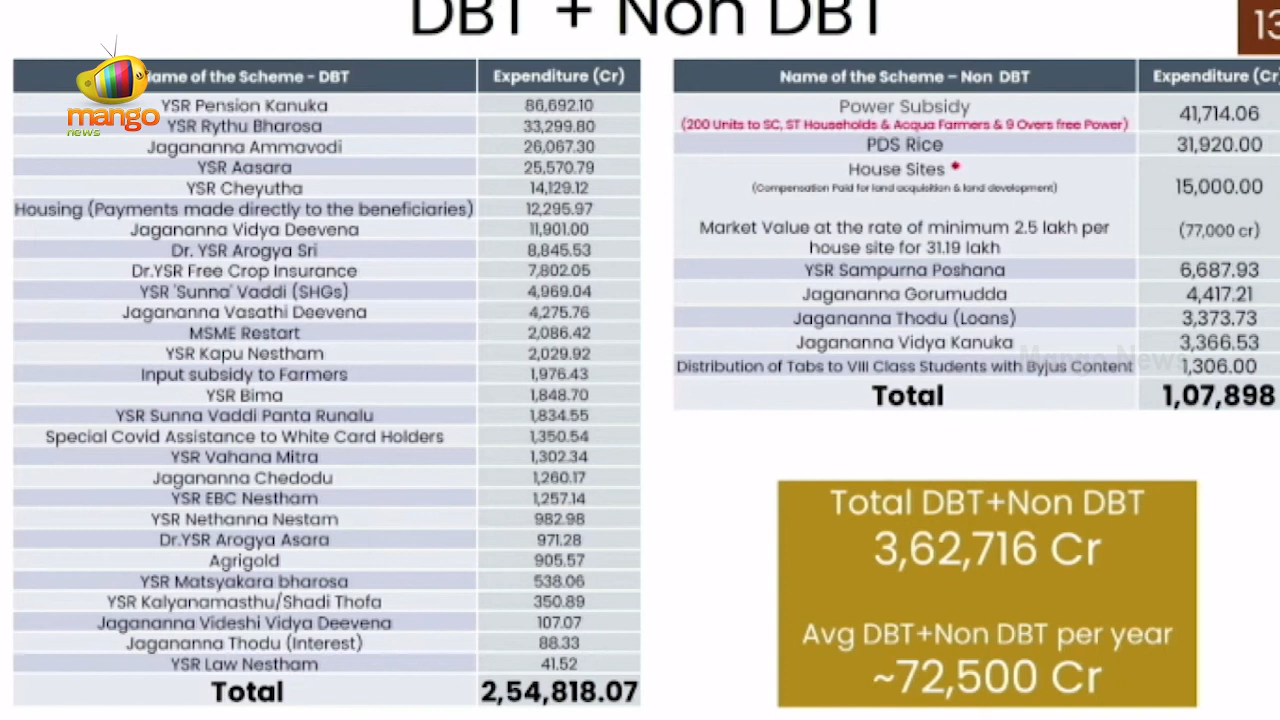 DBT + Non DBT
13
mango
news
Name of the Scheme - DBT Expenditure (Cr)
YSR Pension Kanuka 86,692.10
YSR Rythu Bharosa 33,299.80
Jagananna Ammavodi 26,067.30
YSR Aasara 25,570.79
YSR Cheyutha 14,129.12
Housing (Payments made directly to the beneficiaries) 12,295.97
Jagananna Vidya Deevena 11,901.00
Dr. YSR Arogya Sri 8,845.53
Dr.YSR Free Crop Insurance 7,802.05
YSR 'Sunna' Vaddi (SHGs) 4,969.04
Jagananna Vasathi Deevena 4,275.76
MSME Restart 2,086.42
YSR Kapu Nestham 2,029.92
Input subsidy to Farmers 1,976.43
YSR Bima 1,848.70
YSR Sunna Vaddi Panta Runalu 1,834.55
Special Covid Assistance to White Card Holders 1,350.54
YSR Vahana Mitra 1,302.34
Jagananna Chedodu 1,260.17
YSR EBC Nestham 1,257.14
YSR Nethanna Nestam 982.98
Dr.YSR Arogya Asara 971.28
Agrigold 905.57
YSR Matsyakara bharosa 538.06
YSR Kalyanamasthu/Shadi Thofa 350.89
Jagananna Videshi Vidya Deevena 107.07
Jagananna Thodu (Interest) 88.33
YSR Law Nestham 41.52
Total 2,54,818.07
Name of the Scheme – Non DBT Expenditure (Cr)
Power Subsidy 41,714.06
(200 Units to SC, ST Households & Acqua Farmers & 9 Overs free Power)
PDS Rice 31,920.00
House Sites * 15,000.00
(Compensation Paid for land acquisition & land development)
Market Value at the rate of minimum 2.5 lakh per (77,000 cr)
house site for 31.19 lakh
YSR Sampurna Poshana 6,687.93
Jagananna Gorumudda 4,417.21
Jagananna Thodu (Loans) 3,373.73
Jagananna Vidya Kanuka 3,366.53
Mango News
Distribution of Tabs to VIII Class Students with Byjus Content 1,306.00
Total 1,07,898
Total DBT+Non DBT
3,62,716 Cr
Avg DBT+Non DBT per year
~72,500 Cr